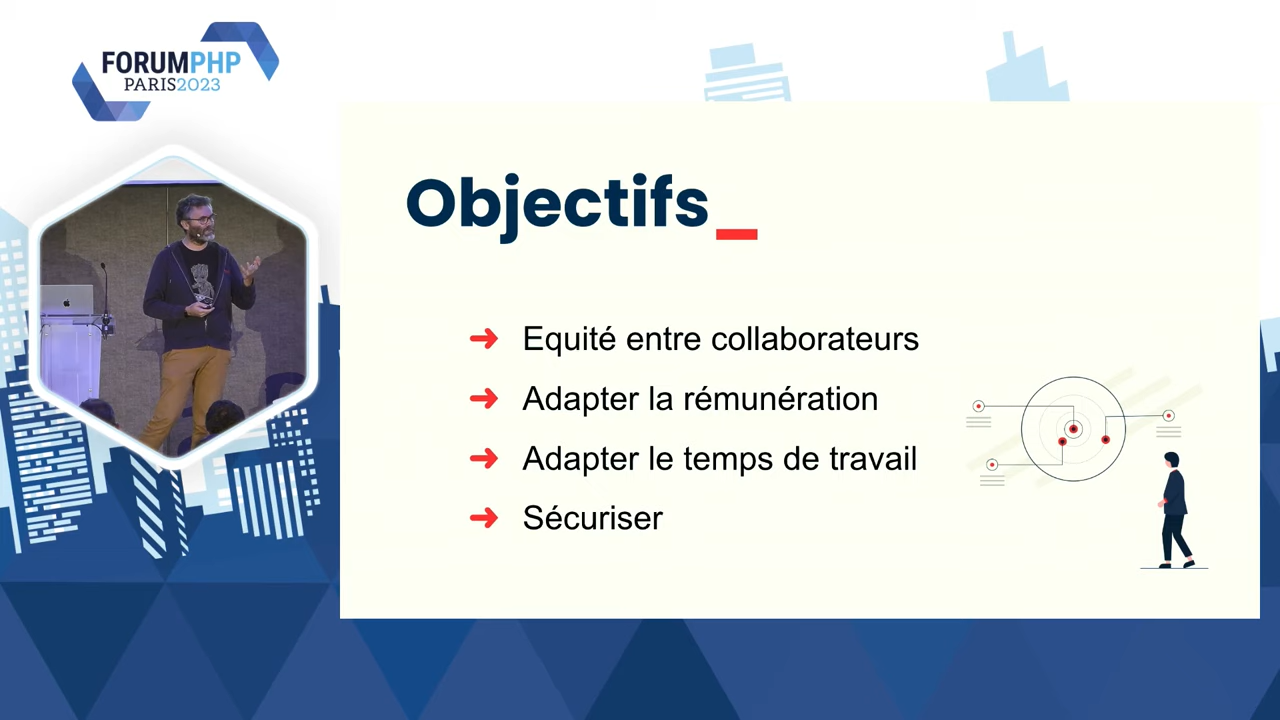 FORUMPHP
PARIS2023
Objectifs_
➜ Equité entre collaborateurs
➜ Adapter la rémunération
➜ Adapter le temps de travail
➜ Sécuriser